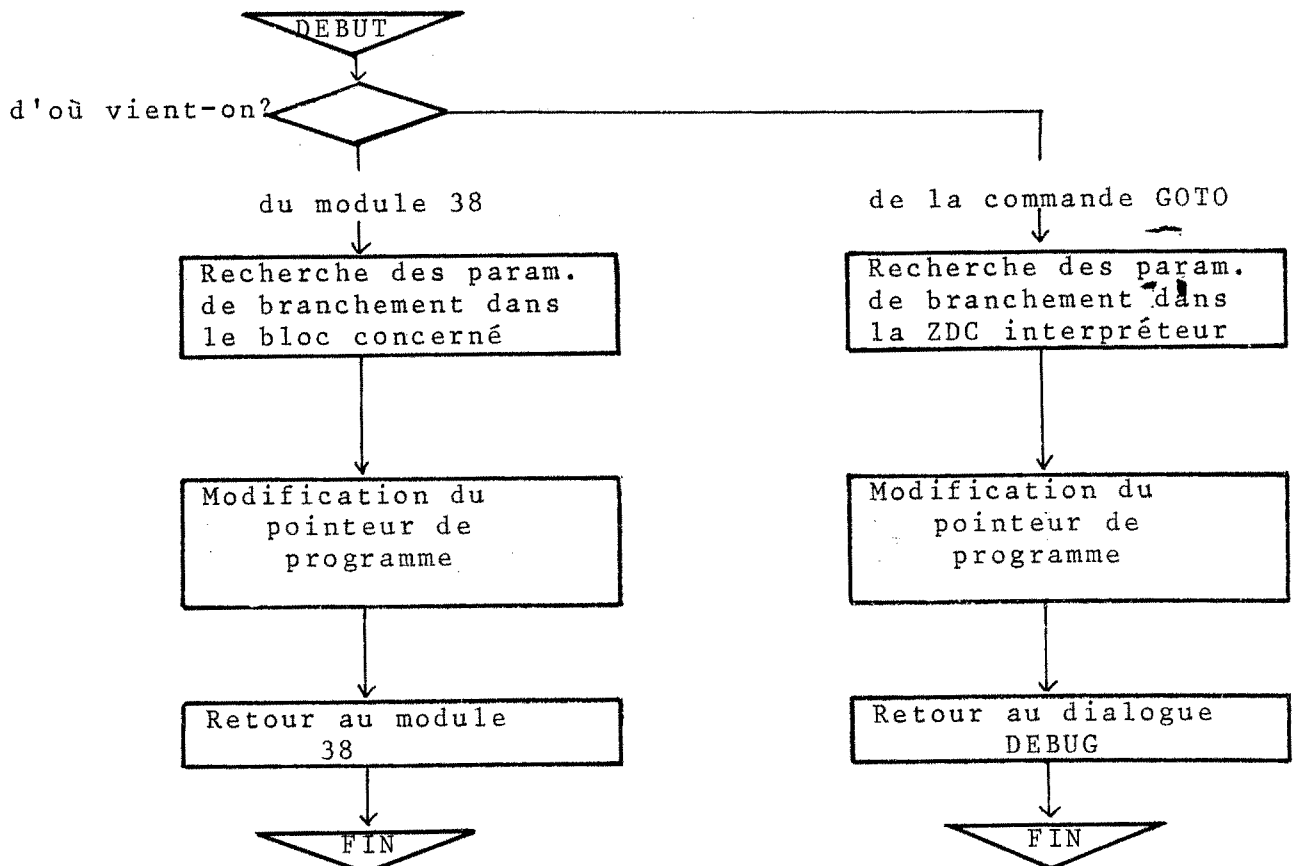 DEBUT
d'où vient-on?
du module 38
Recherche des param.
de branchement dans
le bloc concerné
Modification du
pointeur de
programme
Retour au module
38
FIN
de la commande GOTO
Recherche des param.
de branchement dans
la ZDC interpréteur
Modification du
pointeur de
programme
Retour au dialogue
DEBUG
FIN